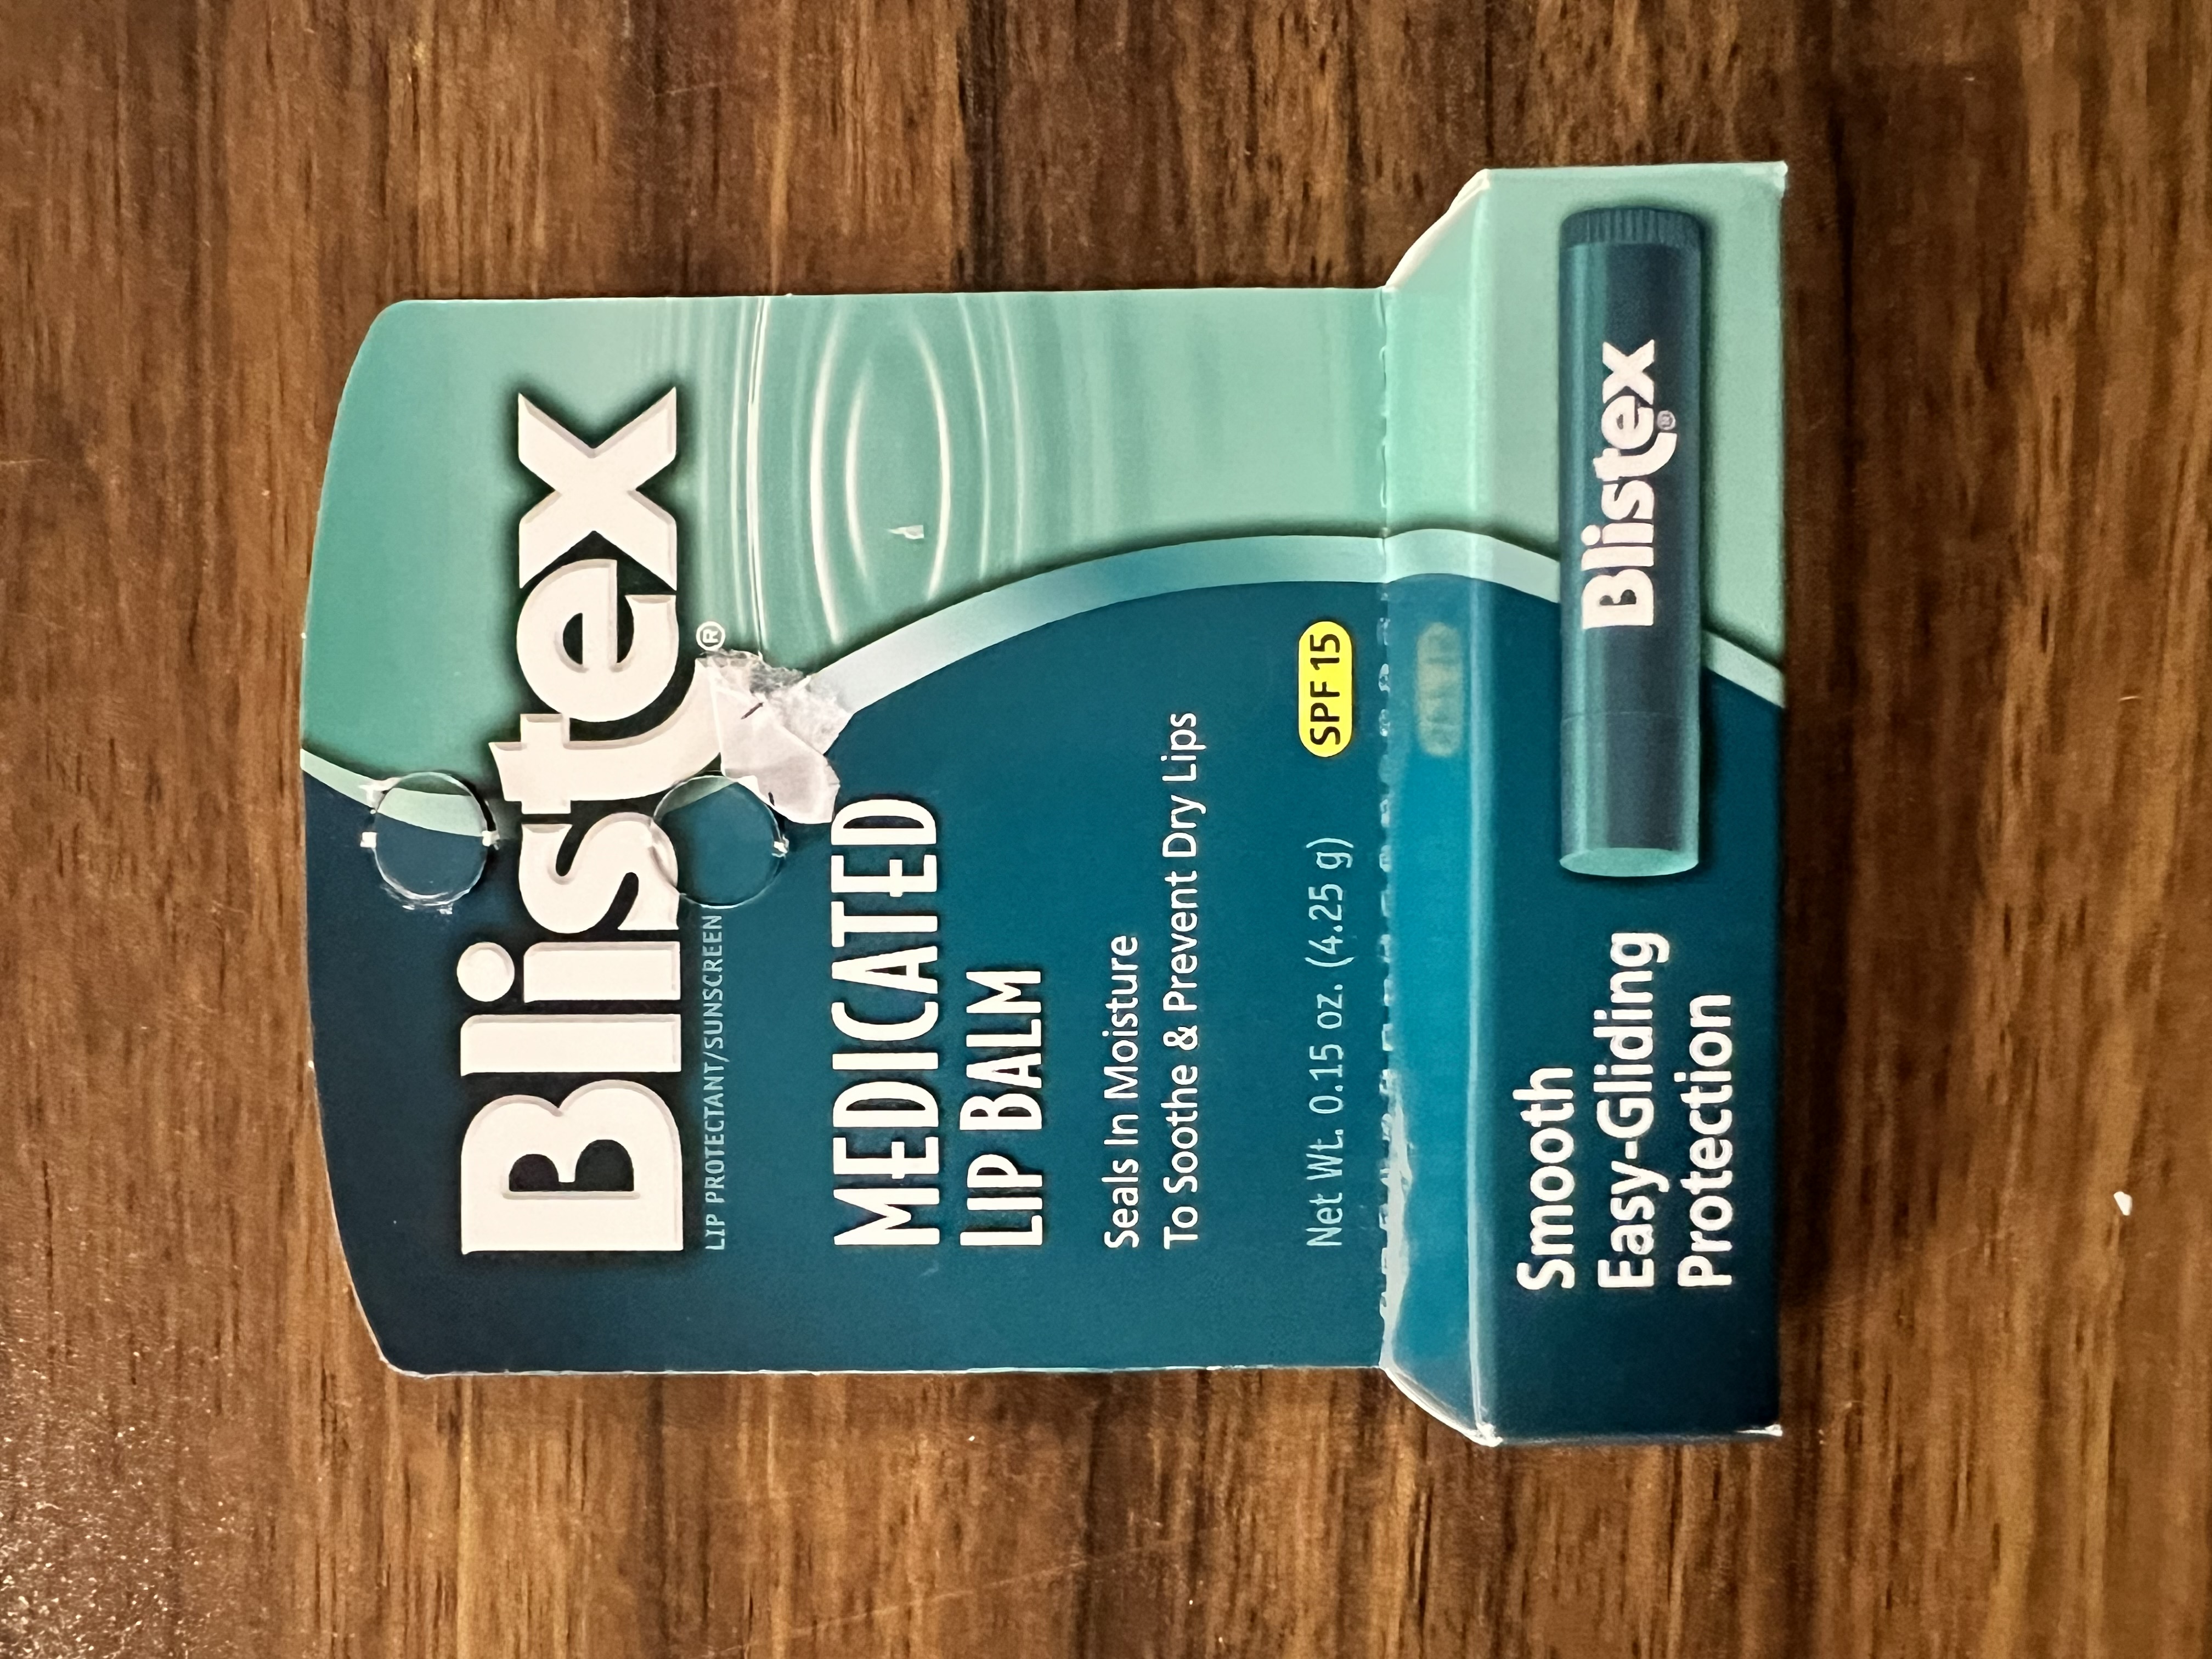 Blistex®
LIP PROTECTANT/SUNSCREEN
MEDICATED
LIP BALM
Seals In Moisture
To Soothe & Prevent Dry Lips
Net Wt. 0.15 oz. (4.25 g) SPF 15
Smooth
Easy-Gliding
Protection
Blistex®